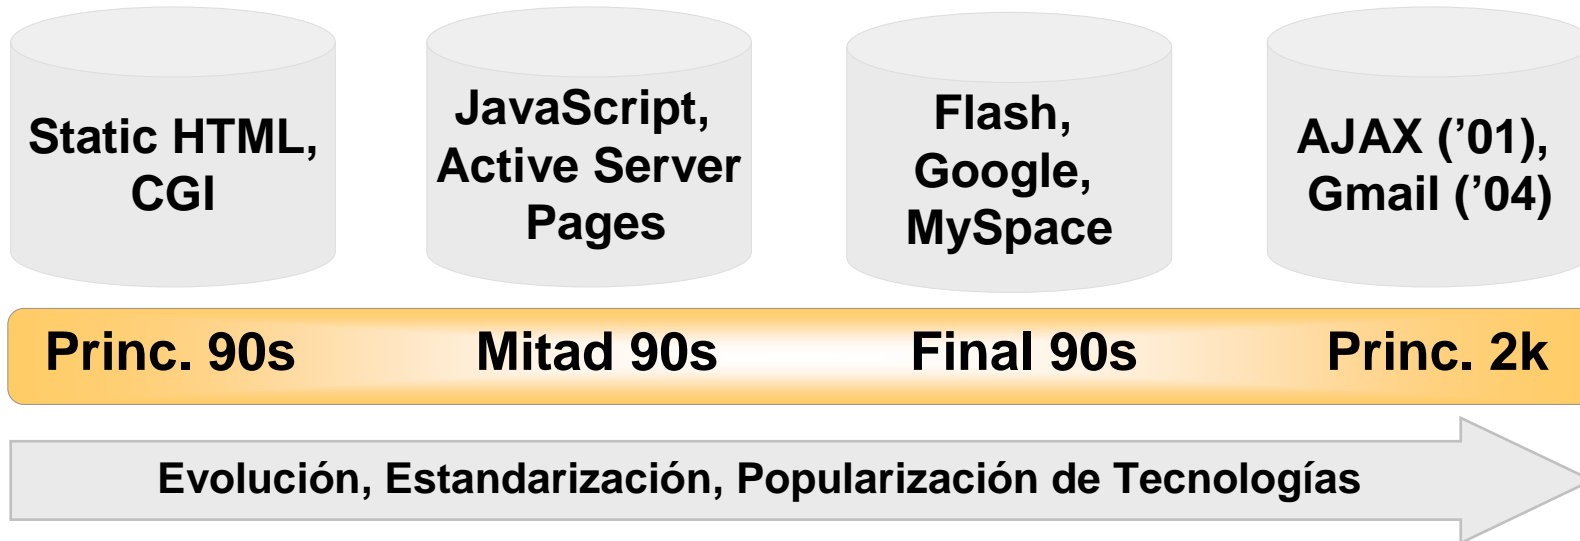 Static HTML,
CGI
JavaScript,
Active Server
Pages
Flash,
Google,
MySpace
AJAX (’01),
Gmail (’04)
Princ. 90s
Mitad 90s
Final 90s
Princ. 2k
Evolución, Estandarización, Popularización de Tecnologías